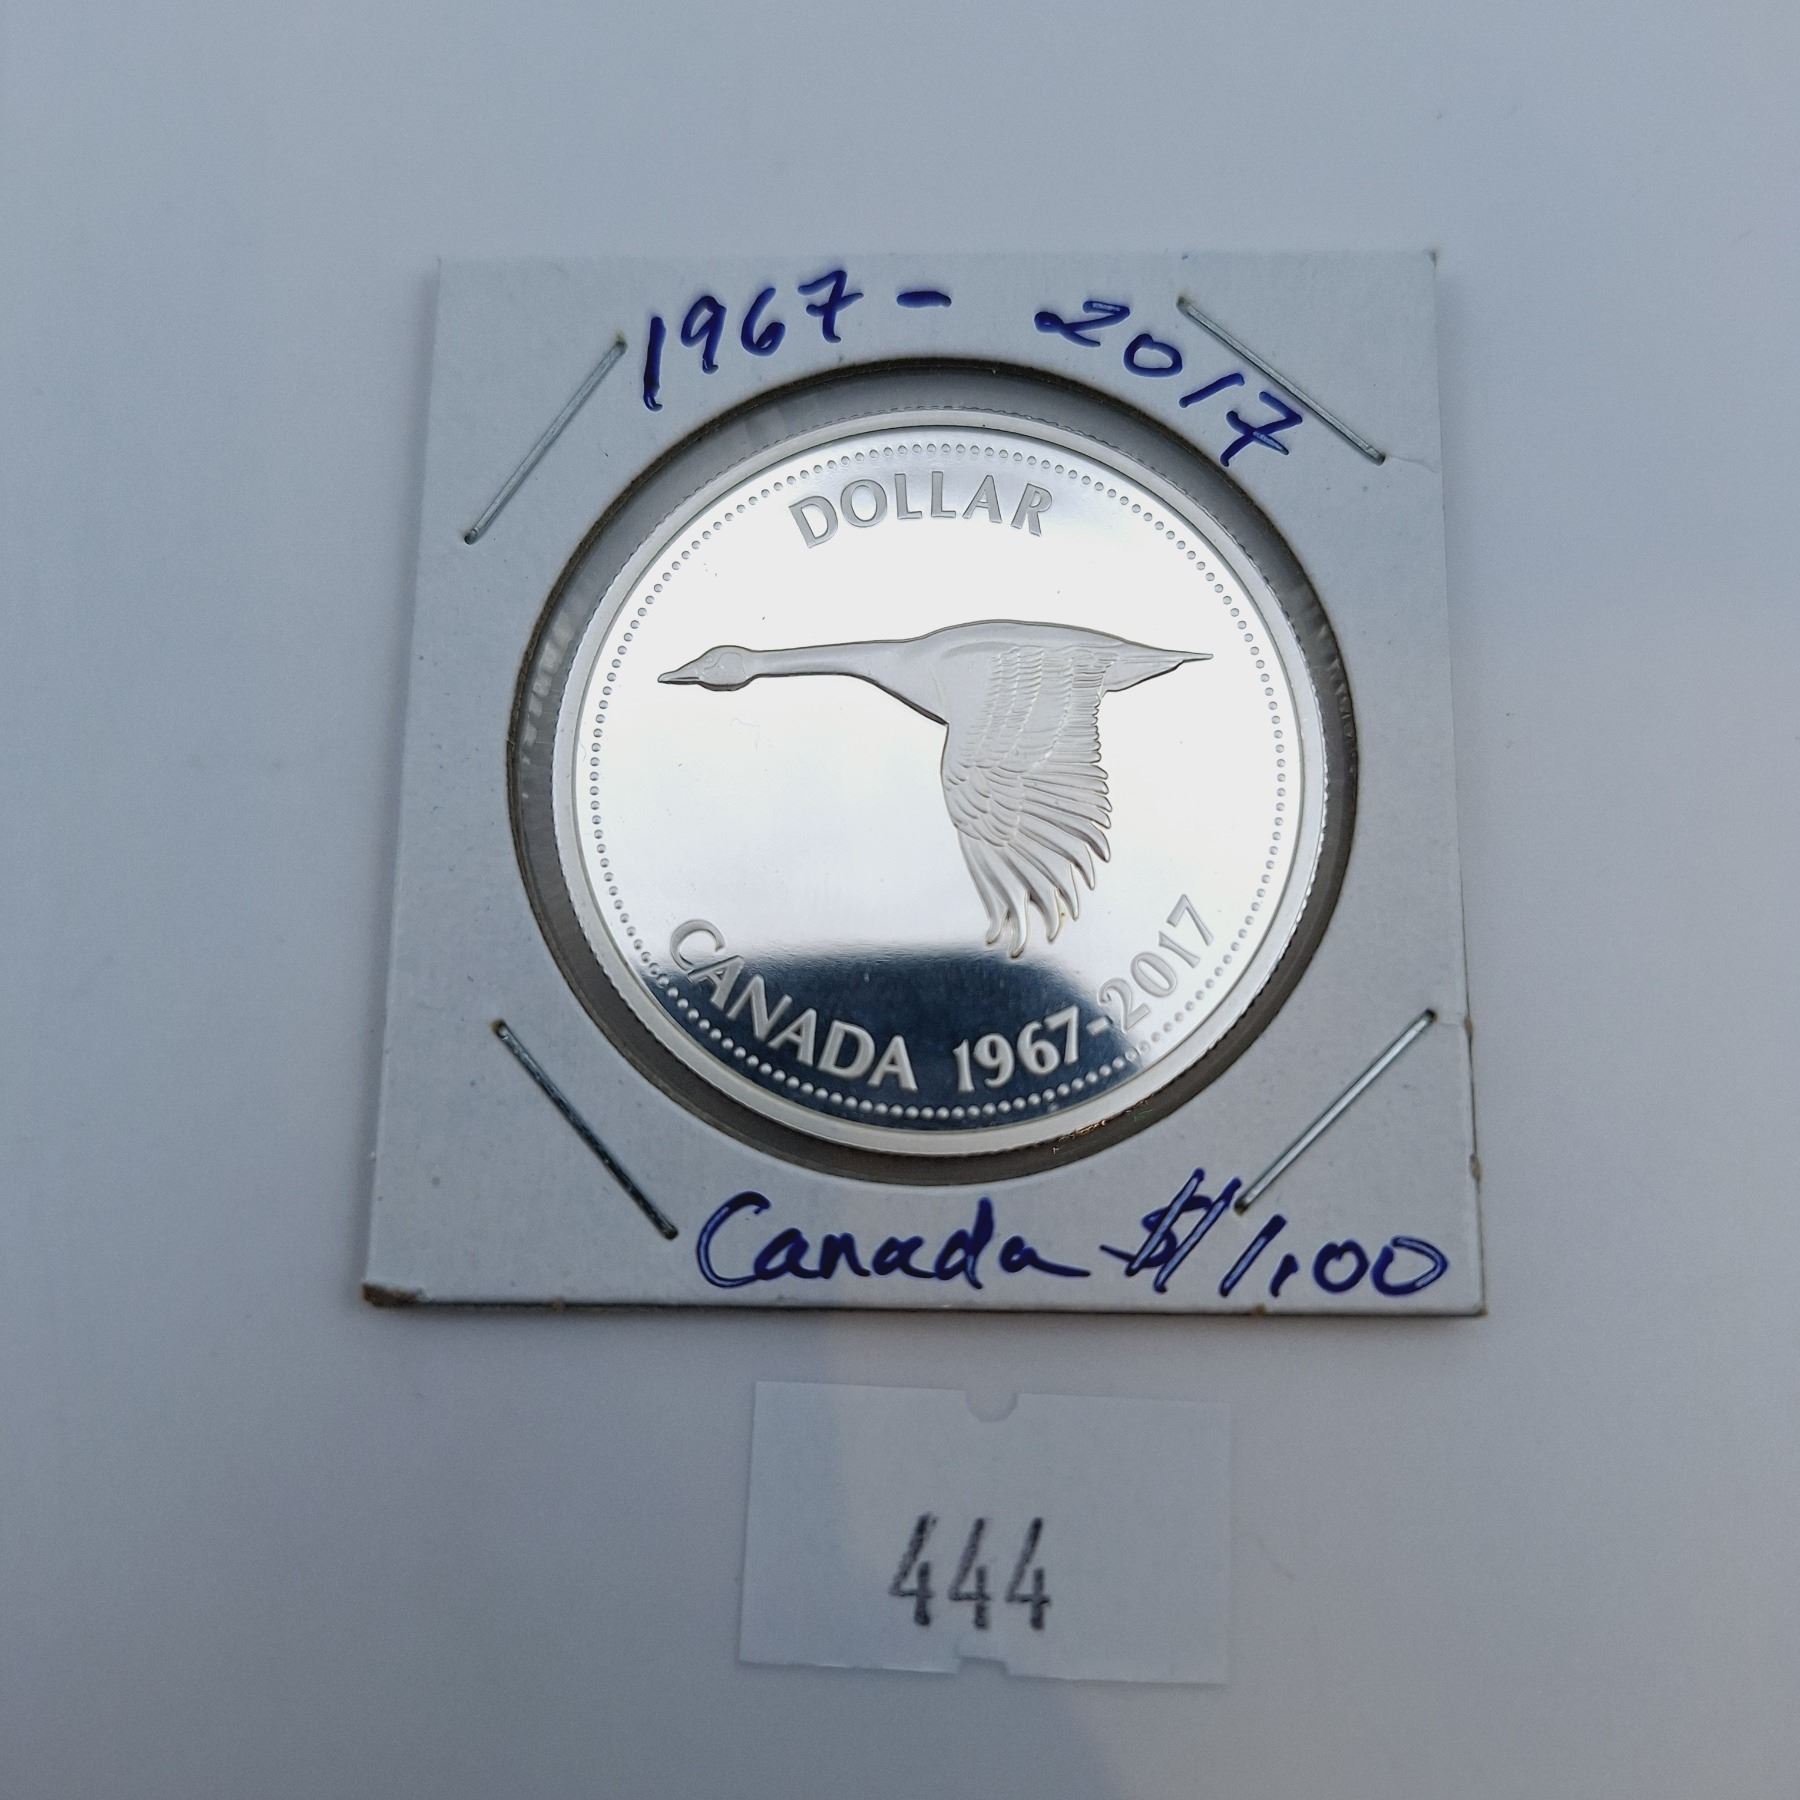 1967 - 2017
DOLLAR
CANADA 1967-2017
Canada $1.00
444